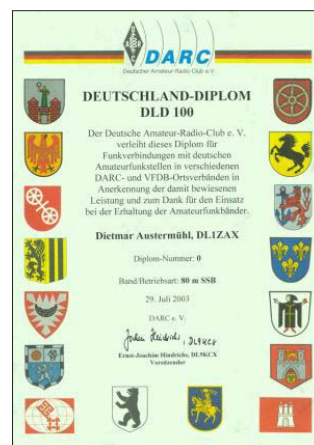 DARC
Deutscher Amateur-Radio-Club e.V.
DEUTSCHLAND-DIPLOM
DLD 100
Der Deutsche Amateur-Radio-Club e. V.
verleiht dieses Diplom für
Funkverbindungen mit deutschen
Amateurfunkstellen in verschiedenen
DARC- und VFDB-Ortsverbänden in
Anerkennung der damit bewiesenen
Leistung und zum Dank für den Einsatz
bei der Erhaltung der Amateurfunkbänder.
Dietmar Austermühl, DL1ZAX
Diplom-Nummer: 0
Band/Betriebsart: 80 m SSB
29. Juli 2003
DARC e. V.
Jochen Hindrichs, DL9KCX
Ernst-Joachim Hindrichs, DL9KCX
Vorsitzender